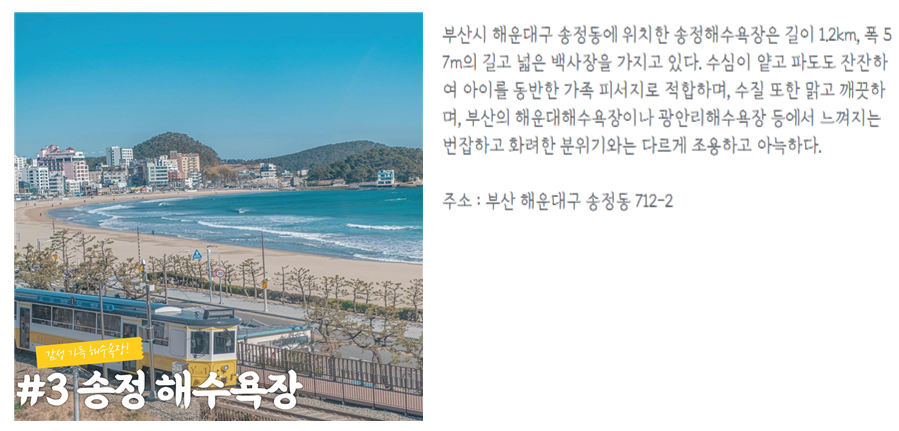 감성 가득 해수욕장!
#3 송정 해수욕장
부산시 해운대구 송정동에 위치한 송정해수욕장은 길이 1.2km, 폭 5
7m의 길고 넓은 백사장을 가지고 있다. 수심이 얕고 파도도 잔잔하
여 아이를 동반한 가족 피서지로 적합하며, 수질 또한 맑고 깨끗하
며, 부산의 해운대해수욕장이나 광안리해수욕장 등에서 느껴지는
번잡하고 화려한 분위기와는 다르게 조용하고 아늑하다.
주소 : 부산 해운대구 송정동 712-2